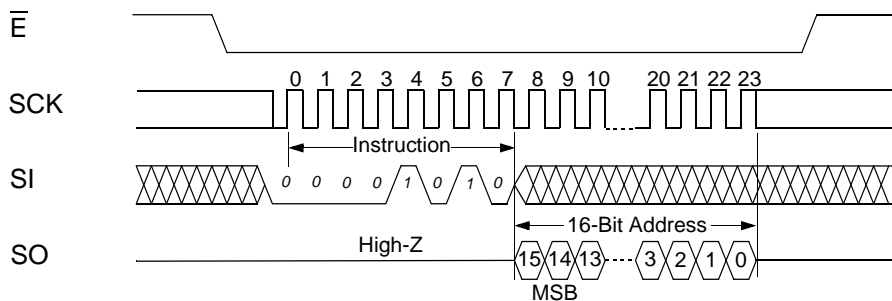 E
0 1 2 3 4 5 6 7 8 9 10 20 21 22 23
SCK
Instruction
SI
0 0 0 0 1 0 1 0
16-Bit Address
High-Z
SO
15 14 13 3 2 1 0
MSB